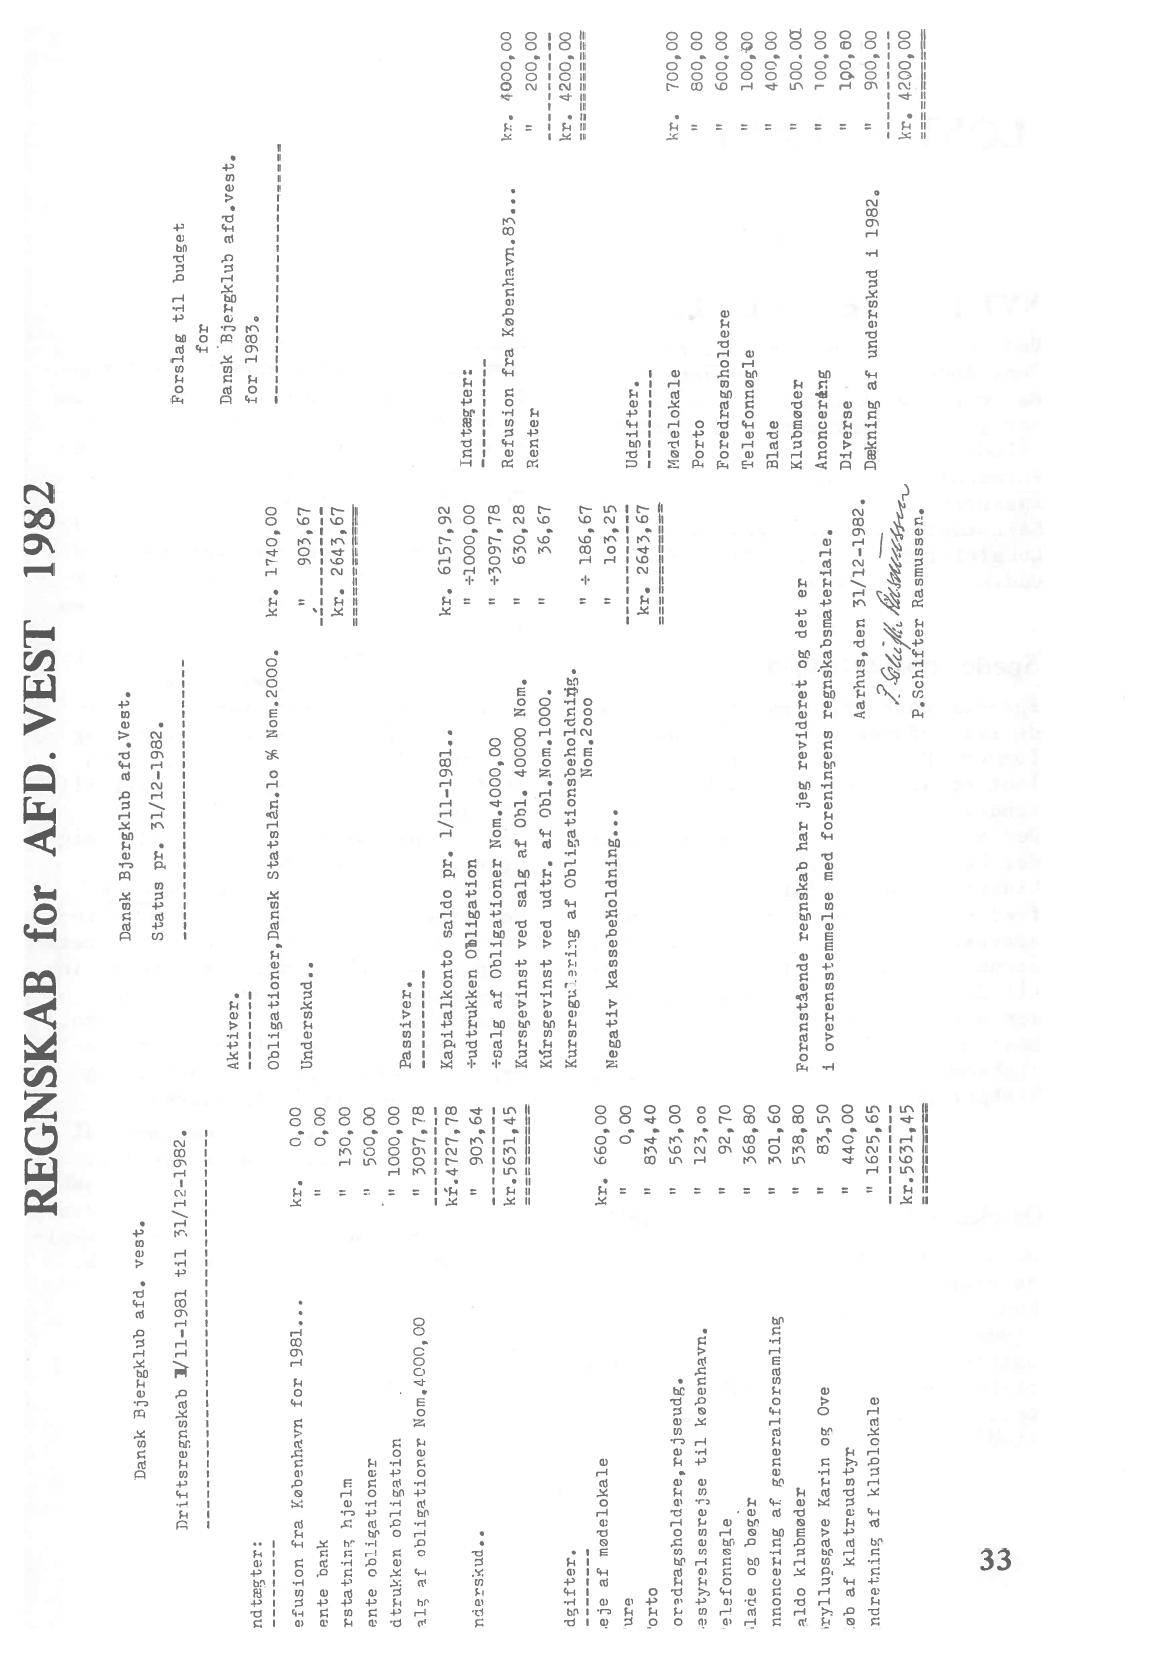 REGNSKAB for AFD. VEST 1982
Dansk Bjergklub afd. vest.
Driftsregnskab 1/11-1981 til 31/12-1982.
ndtægter:
efusion fra København for 1981... kr. 0,00
ente bank " 0,00
rstatning hjelm " 130,00
ente obligationer " 500,00
dtrukken obligation " 1000,00
alg af obligationer Nom.4000,00 " 3097,78
kr.4727,78
nderskud.. " 903,64
kr.5631,45
dgifter.
eje af mødelokale kr. 660,00
ure " 0,00
orto " 834,40
oredragsholdere,rejseudg. " 563,00
estyrelsesrejse til københavn. " 123,oo
elefonnøgle " 92,70
lade og bøger " 368,80
nnoncering af generalforsamling " 301,60
aldo klubmøder " 538,80
ryllupsgave Karin og Ove " 83,50
øb af klatreudstyr " 440,00
ndretning af klublokale " 1625,65
kr.5631,45
Dansk Bjergklub afd.Vest.
Status pr. 31/12-1982.
Aktiver.
Obligationer,Dansk Statslån.lo % Nom.2000. kr. 1740,00
Underskud.. " 903,67
kr. 2643,67
Passiver.
Kapitalkonto saldo pr. 1/11-1981.. kr. 6157,92
÷udtrukken Obligation " ÷1000,00
÷salg af Obligationer Nom.4000,00 " ÷3097,78
Kursgevinst ved salg af Obl. 40000 Nom. " 630,28
Kursgevinst ved udtr. af Obl.Nom.1000. " 36,67
Kursregulering af Obligationsbeholdning.
Nom.2ooo " ÷ 186,67
Negativ kassebeholdning... " 1o3,25
kr. 2643,67
Foranstående regnskab har jeg revideret og det er
i overensstemmelse med foreningens regnskabsmateriale.
Aarhus,den 31/12-1982.
P. Schifter Rasmussen
P.Schifter Rasmussen.
Forslag til budget
for
Dansk Bjergklub afd.vest.
for 1983.
Indtægter:
Refusion fra København.83... kr. 4000,00
Renter " 200,00
kr. 4200,00
Udgifter.
Mødelokale kr. 700,00
Porto " 800,00
Foredragsholdere " 600.00
Telefonnøgle " 100,00
Blade " 400,00
Klubmøder " 500.00
Anoncering " 100,00
Diverse " 100,00
Dækning af underskud i 1982. " 900,00
kr. 4200,00
33